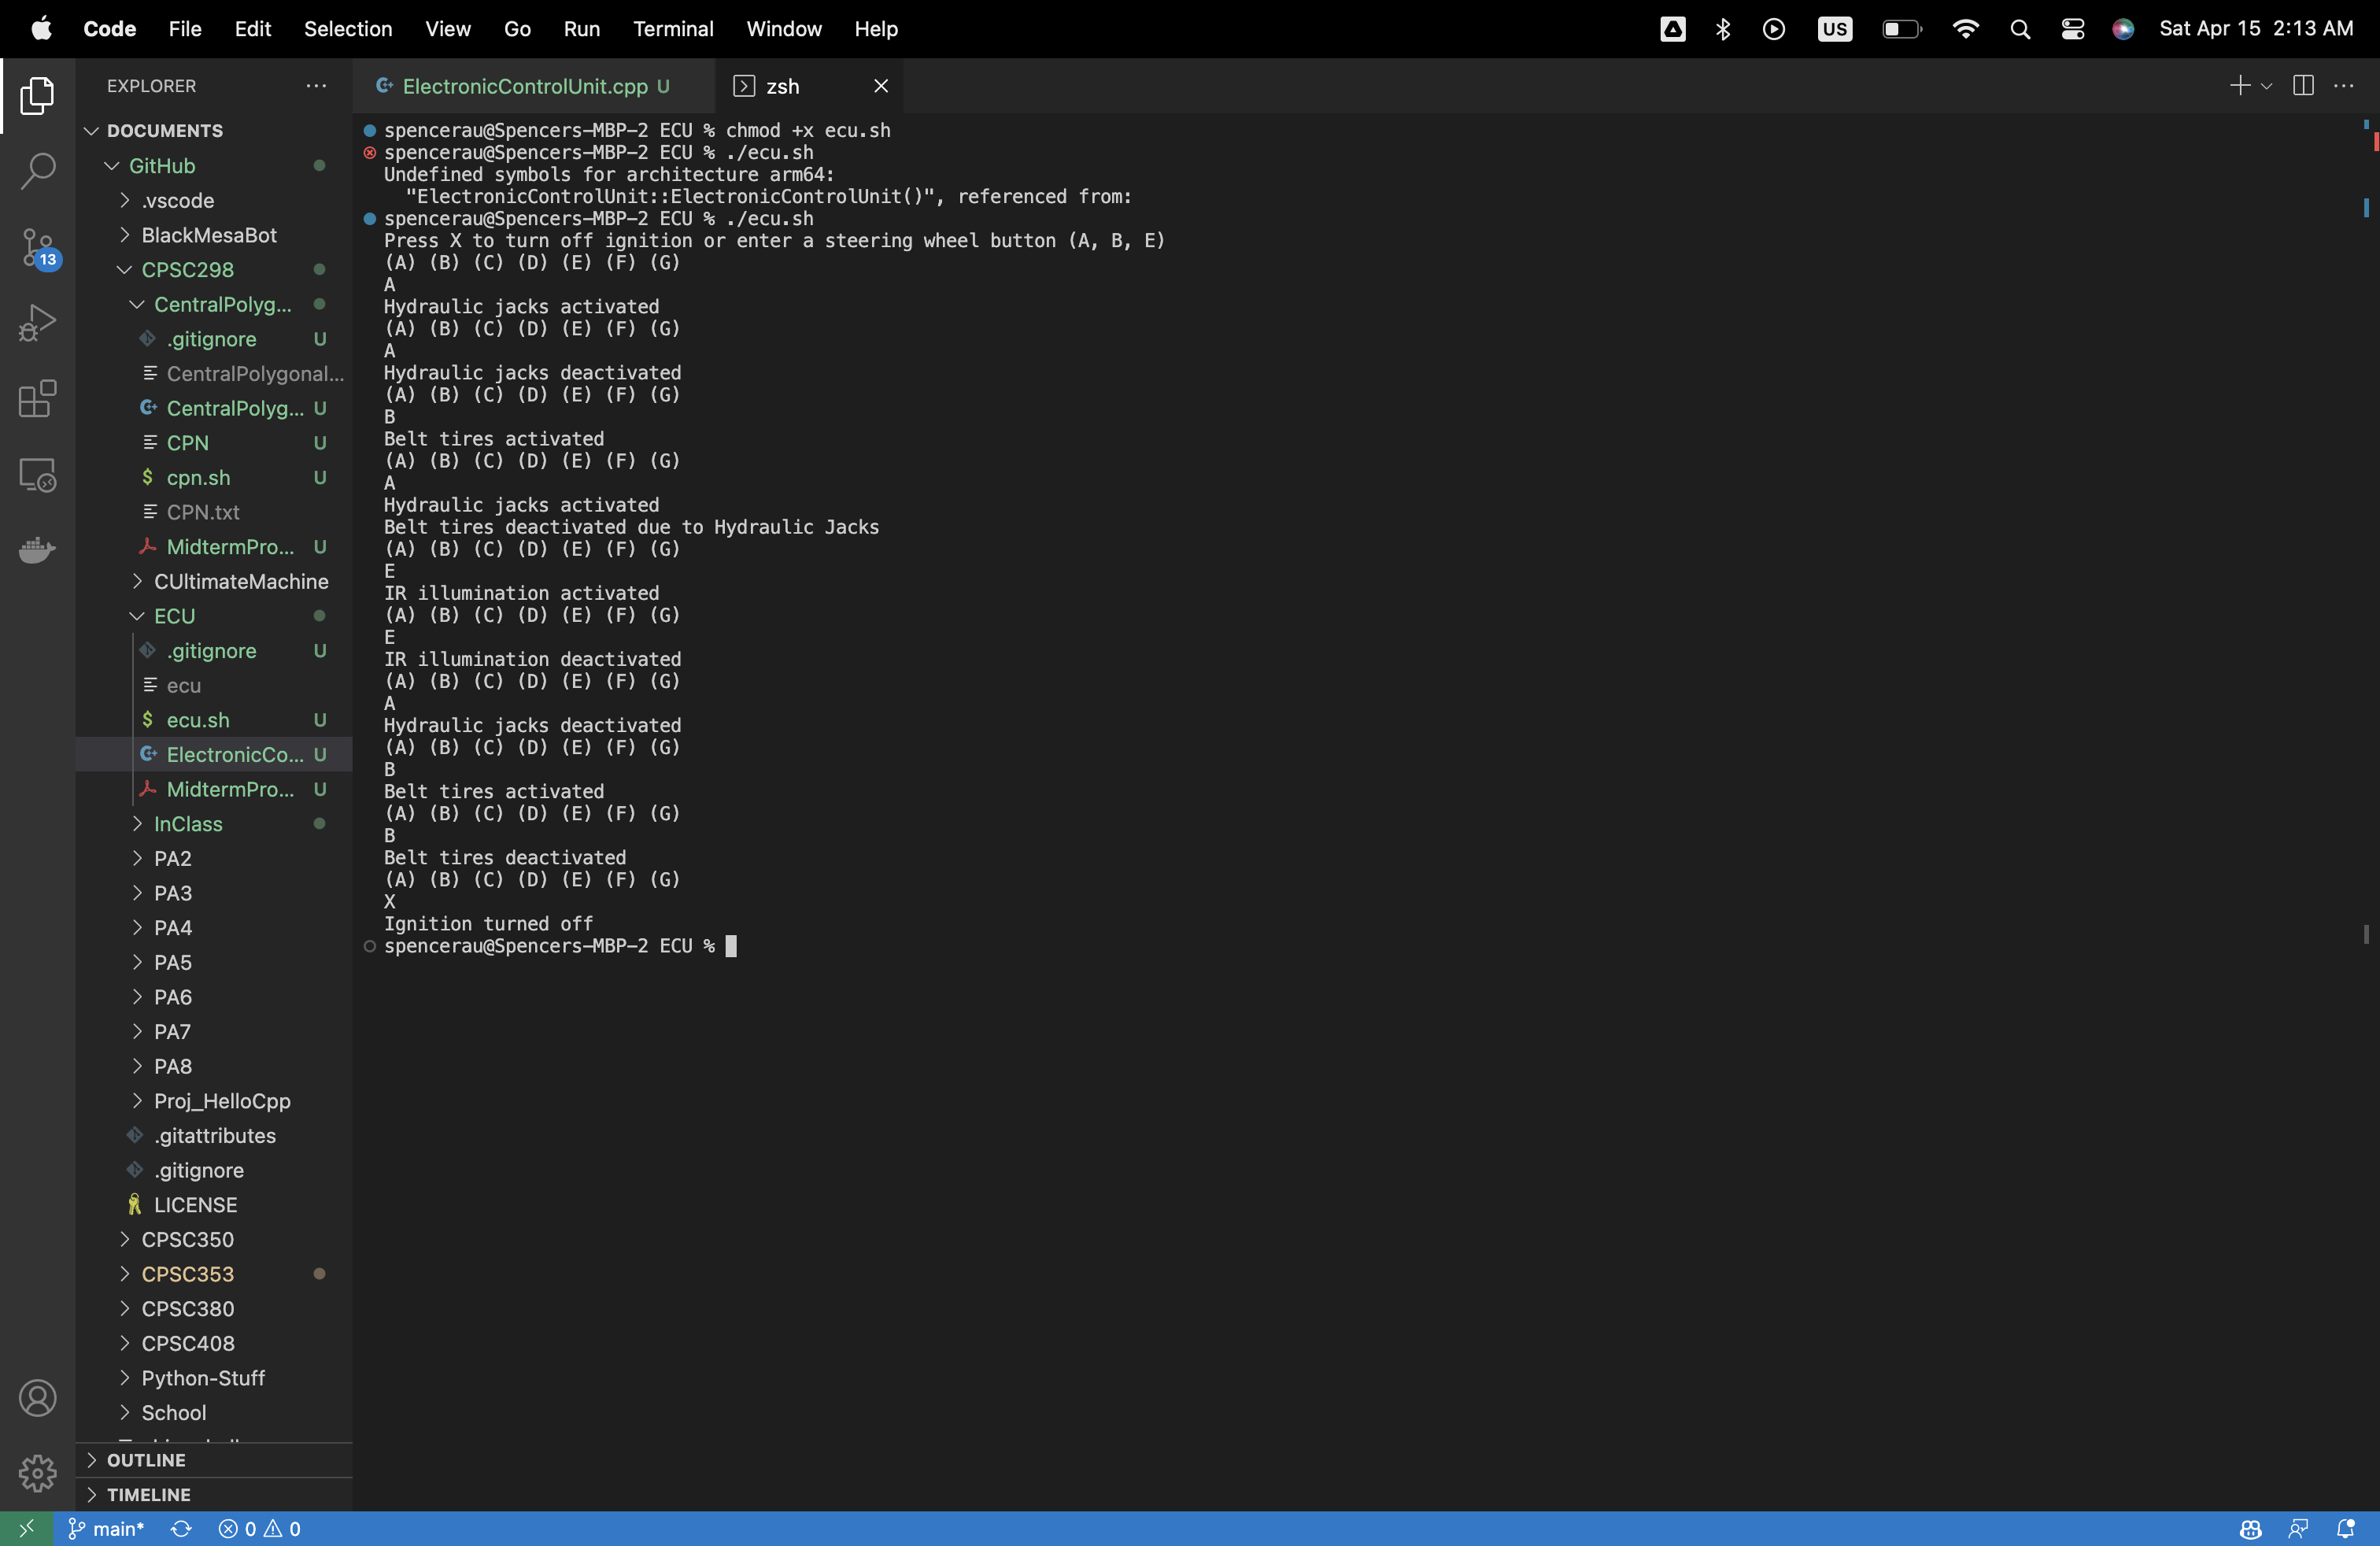 Code File Edit Selection View Go Run Terminal Window Help US Sat Apr 15 2:13 AM
EXPLORER
DOCUMENTS
GitHub
.vscode
BlackMesaBot
CPSC298
CentralPolyg...
.gitignore U
CentralPolygonal...
CentralPolyg... U
CPN U
cpn.sh U
CPN.txt
MidtermPro... U
CUltimateMachine
ECU
.gitignore U
ecu
ecu.sh U
ElectronicCo... U
MidtermPro... U
InClass
PA2
PA3
PA4
PA5
PA6
PA7
PA8
Proj_HelloCpp
.gitattributes
.gitignore
LICENSE
CPSC350
CPSC353
CPSC380
CPSC408
Python-Stuff
School
OUTLINE
TIMELINE
13
ElectronicControlUnit.cpp U
zsh
spencerau@Spencers-MBP-2 ECU % chmod +x ecu.sh
spencerau@Spencers-MBP-2 ECU % ./ecu.sh
Undefined symbols for architecture arm64:
"ElectronicControlUnit::ElectronicControlUnit()", referenced from:
spencerau@Spencers-MBP-2 ECU % ./ecu.sh
Press X to turn off ignition or enter a steering wheel button (A, B, E)
(A) (B) (C) (D) (E) (F) (G)
A
Hydraulic jacks activated
(A) (B) (C) (D) (E) (F) (G)
A
Hydraulic jacks deactivated
(A) (B) (C) (D) (E) (F) (G)
B
Belt tires activated
(A) (B) (C) (D) (E) (F) (G)
A
Hydraulic jacks activated
Belt tires deactivated due to Hydraulic Jacks
(A) (B) (C) (D) (E) (F) (G)
E
IR illumination activated
(A) (B) (C) (D) (E) (F) (G)
E
IR illumination deactivated
(A) (B) (C) (D) (E) (F) (G)
A
Hydraulic jacks deactivated
(A) (B) (C) (D) (E) (F) (G)
B
Belt tires activated
(A) (B) (C) (D) (E) (F) (G)
B
Belt tires deactivated
(A) (B) (C) (D) (E) (F) (G)
X
Ignition turned off
spencerau@Spencers-MBP-2 ECU %
main* 0 0